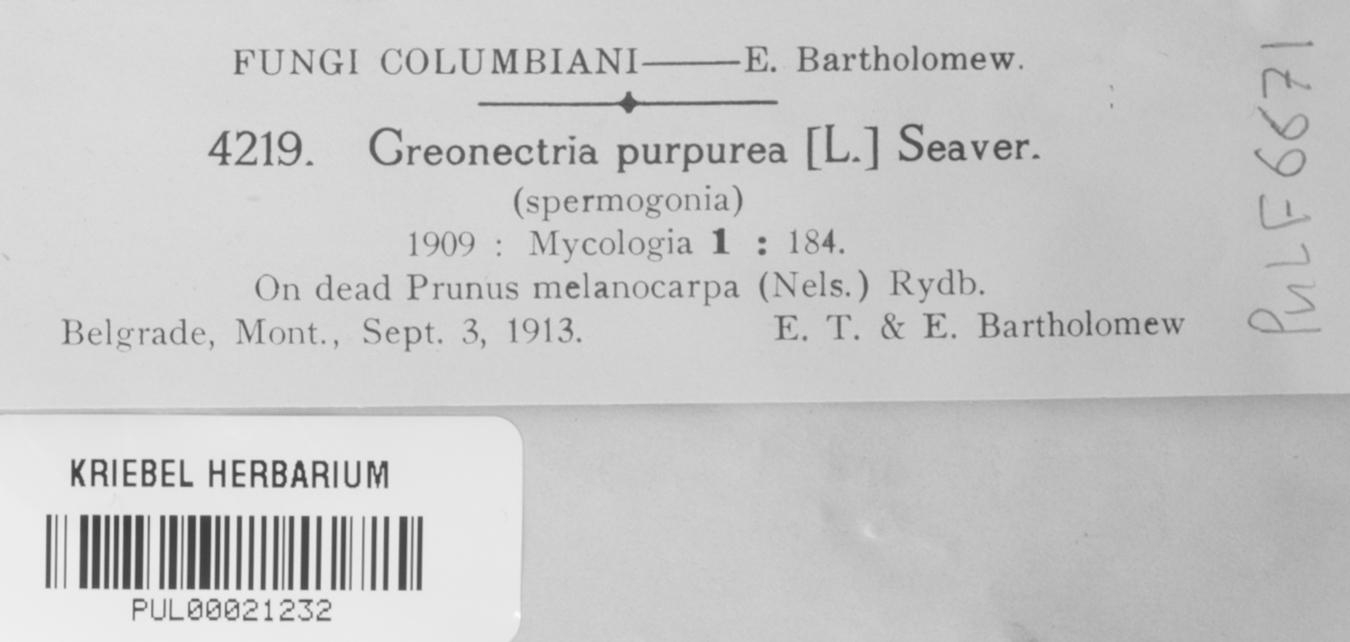 FUNGI COLUMBIANI——E. Bartholomew.
4219. Creonectria purpurea [L.] Seaver.
(spermogonia)
1909 : Mycologia 1 : 184.
On dead Prunus melanocarpa (Nels.) Rydb.
Belgrade, Mont., Sept. 3, 1913. E. T. & E. Bartholomew
PuLF6671
KRIEBEL HERBARIUM
PUL00021232